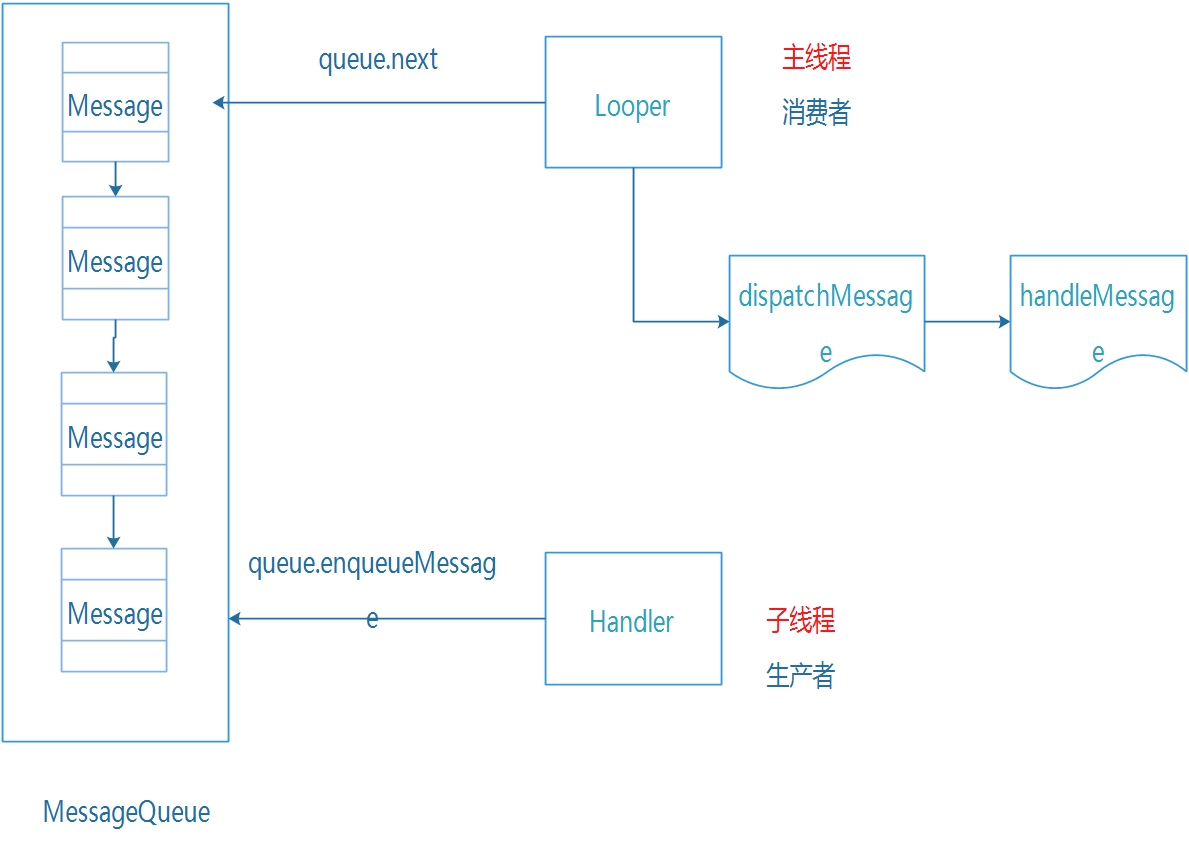 queue.next
Message
Looper
主线程
消费者
Message
dispatchMessag
e
handleMessag
e
Message
queue.enqueueMessag
e
Message
Handler
子线程
生产者
MessageQueue